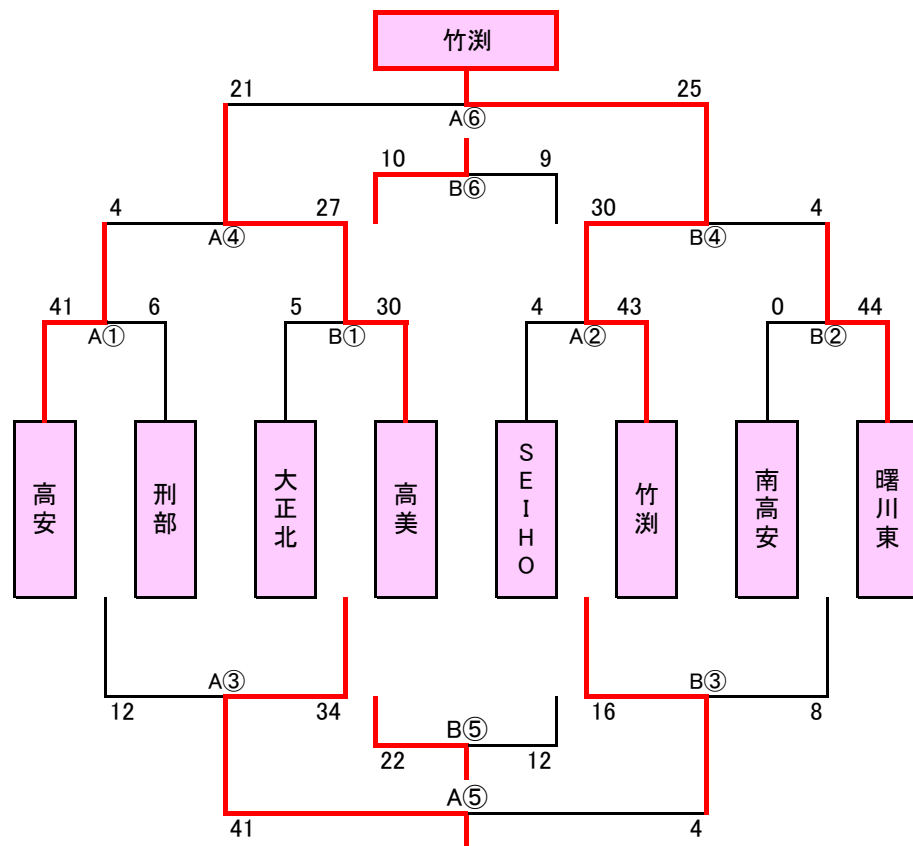 竹渕
21 25
A⑥
10 9
B⑥
4 27 30 4
A④ B④
41 6 5 30 4 43 0 44
A① B① A② B②
高安
刑部
大正北
高美
SEIHO
竹渕
南高安
曙川東
A③ B③
12 34 16 8
B⑤
22 12
A⑤
41 4